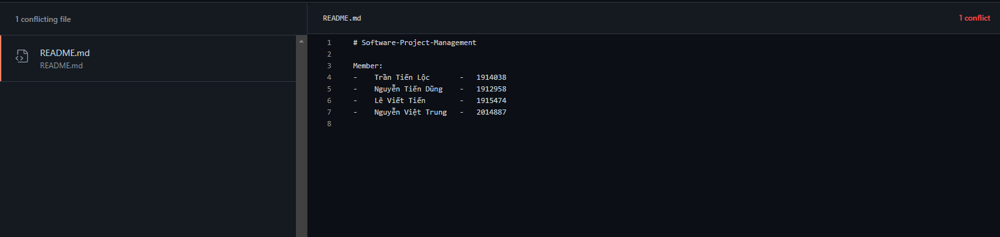 1 conflicting file
README.md
README.md
README.md
1 conflict
1 # Software-Project-Management
2
3 Member:
4 - Trần Tiến Lộc - 1914038
5 - Nguyễn Tiến Dũng - 1912958
6 - Lê Viết Tiến - 1915474
7 - Nguyễn Việt Trung - 2014887
8